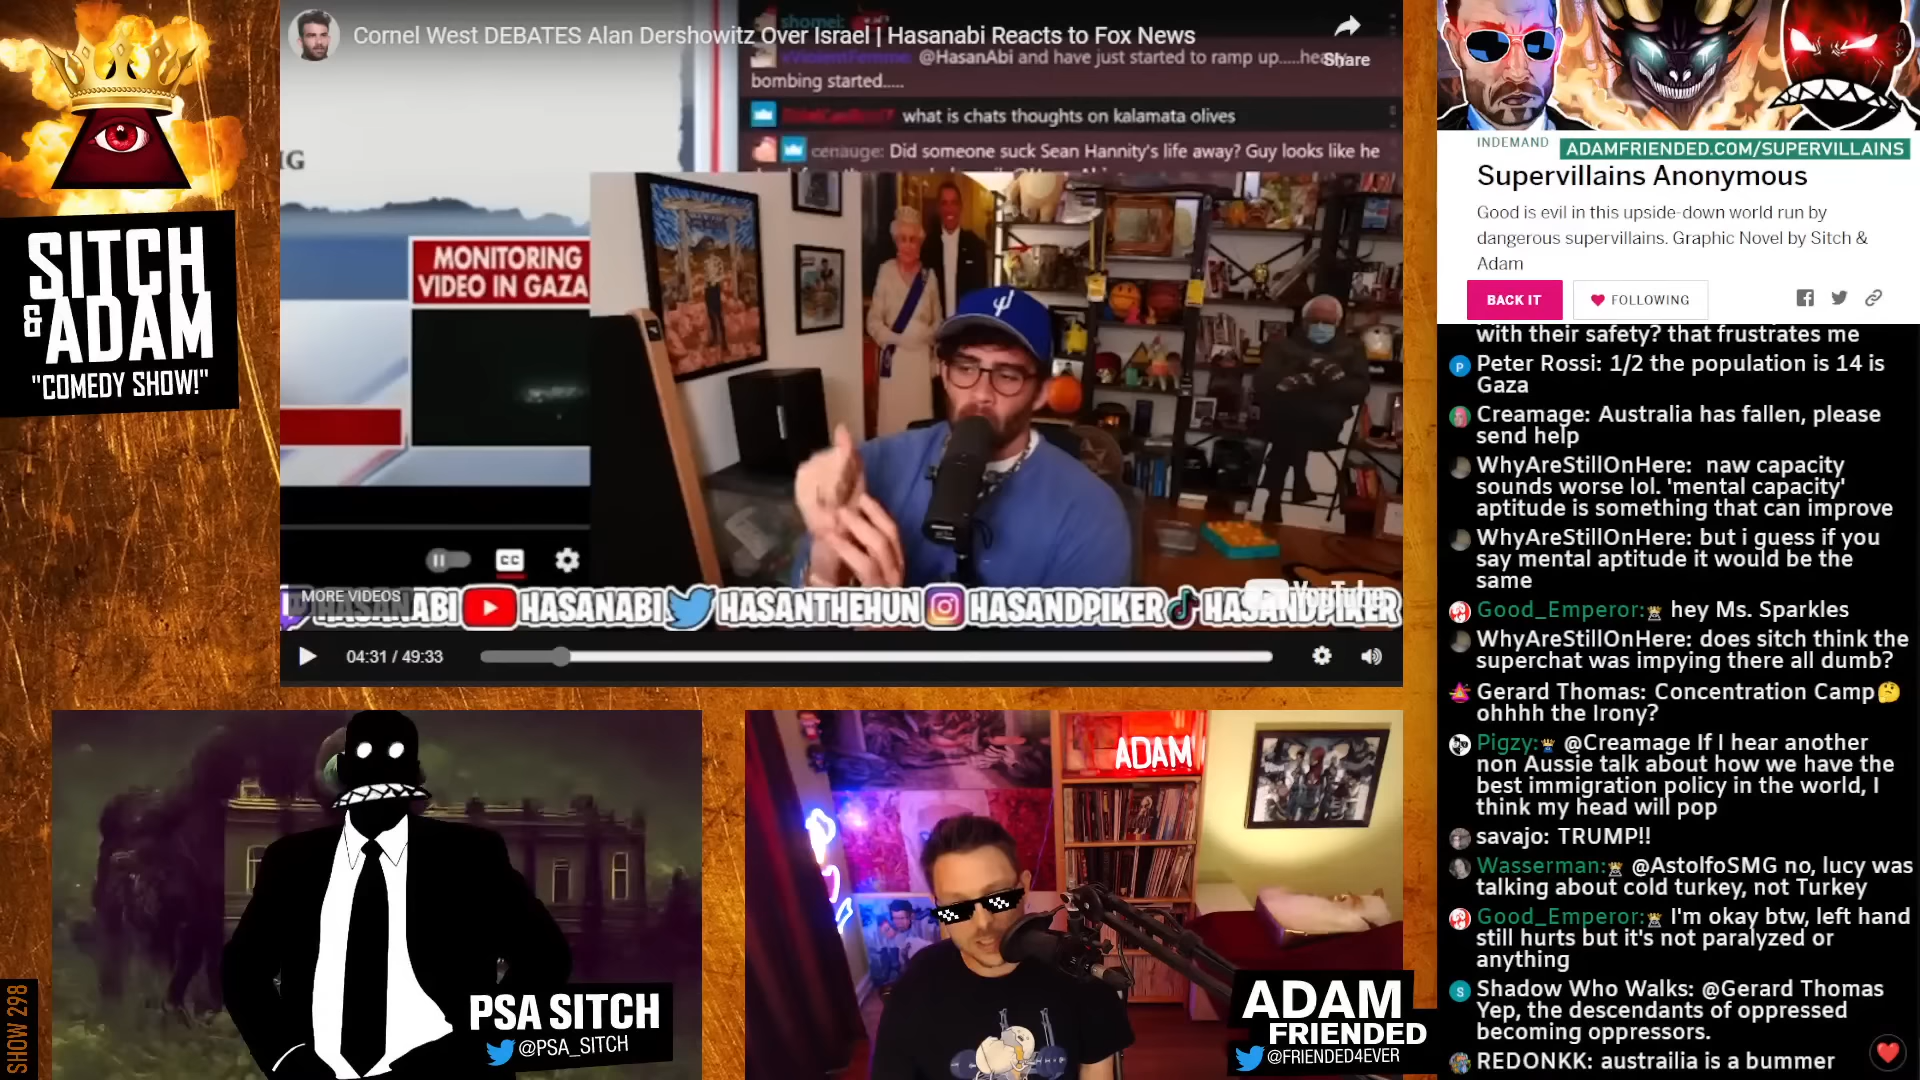 SITCH
& ADAM
"COMEDY SHOW!"
SHOW 298
Cornel West DEBATES Alan Dershowitz Over Israel | Hasanabi Reacts to Fox News
Share
shomei:
@HasanAbi and have just started to ramp up.....
bombing started.....
what is chats thoughts on kalamata olives
cenauge: Did someone suck Sean Hannity's life away? Guy looks like he
MONITORING
VIDEO IN GAZA
CC
MORE VIDEOS
HASANABI HASANABI HASANTHEHUN HASANDPIKER HASANDPIKER
YouTube
04:31 / 49:33
PSA SITCH
@PSA_SITCH
ADAM
ADAM
FRIENDED
@FRIENDED4EVER
INDEMAND
ADAMFRIENDED.COM/SUPERVILLAINS
Supervillains Anonymous
Good is evil in this upside-down world run by
dangerous supervillains. Graphic Novel by Sitch &
Adam
BACK IT
FOLLOWING
with their safety? that frustrates me
Peter Rossi: 1/2 the population is 14 is
Gaza
Creamage: Australia has fallen, please
send help
WhyAreStillOnHere: naw capacity
sounds worse lol. 'mental capacity'
aptitude is something that can improve
WhyAreStillOnHere: but i guess if you
say mental aptitude it would be the
same
Good_Emperor: hey Ms. Sparkles
WhyAreStillOnHere: does sitch think the
superchat was impying there all dumb?
Gerard Thomas: Concentration Camp🤔
ohhhh the Irony?
Pigzy: @Creamage If I hear another
non Aussie talk about how we have the
best immigration policy in the world, I
think my head will pop
savajo: TRUMP!!
Wasserman: @AstolfoSMG no, lucy was
talking about cold turkey, not Turkey
Good_Emperor: I'm okay btw, left hand
still hurts but it's not paralyzed or
anything
Shadow Who Walks: @Gerard Thomas
Yep, the descendants of oppressed
becoming oppressors.
REDONKK: austrailia is a bummer